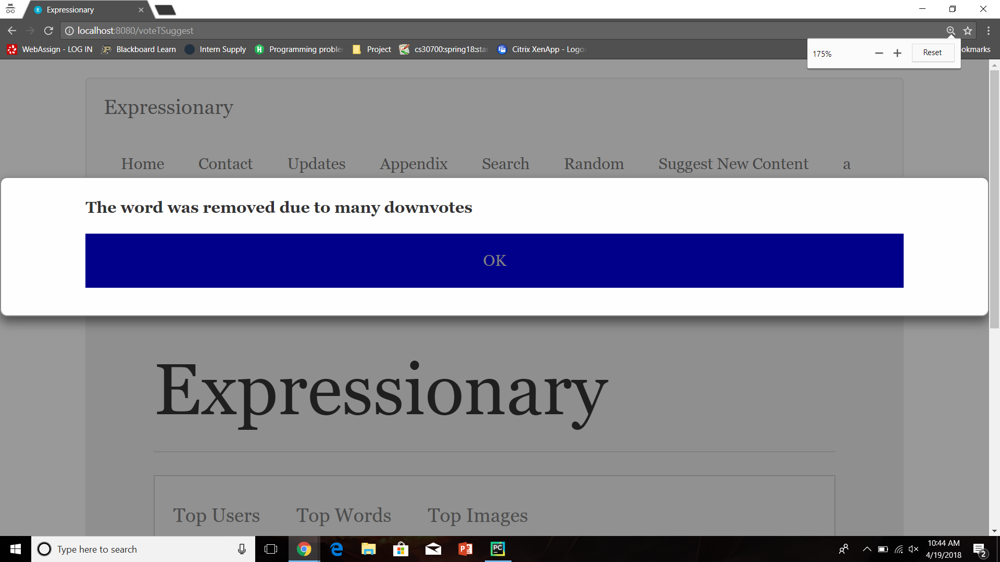 Expressionary
localhost:8080/voteTSuggest
WebAssign - LOG IN Blackboard Learn Intern Supply Programming proble Project cs30700:spring18:star Citrix XenApp - Logo okmarks
175% Reset
Expressionary
Home Contact Updates Appendix Search Random Suggest New Content a
The word was removed due to many downvotes
OK
Expressionary
Top Users Top Words Top Images
Type here to search
10:44 AM
4/19/2018
2